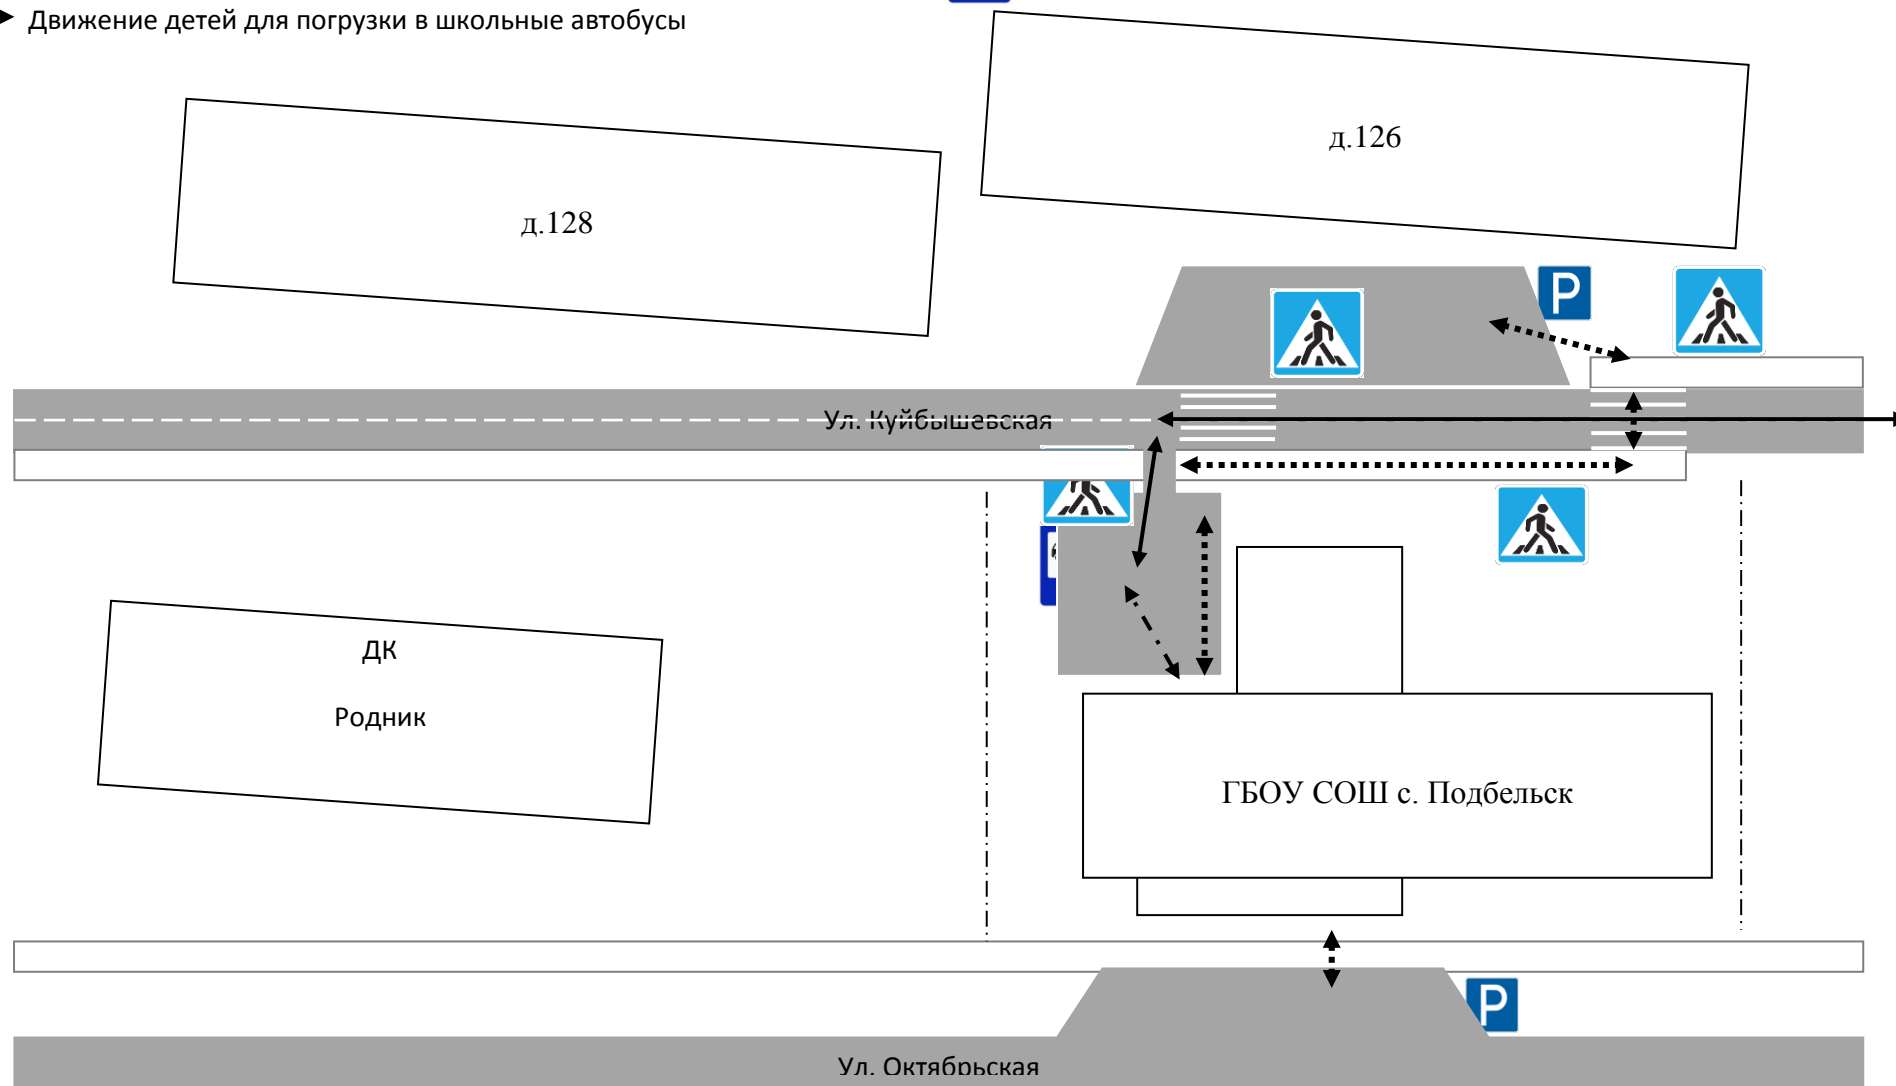 Движение детей для погрузки в школьные автобусы
д.126
д.128
P
Ул. Куйбышевская
ДК
Родник
ГБОУ СОШ с. Подбельск
P
Ул. Октябрьская